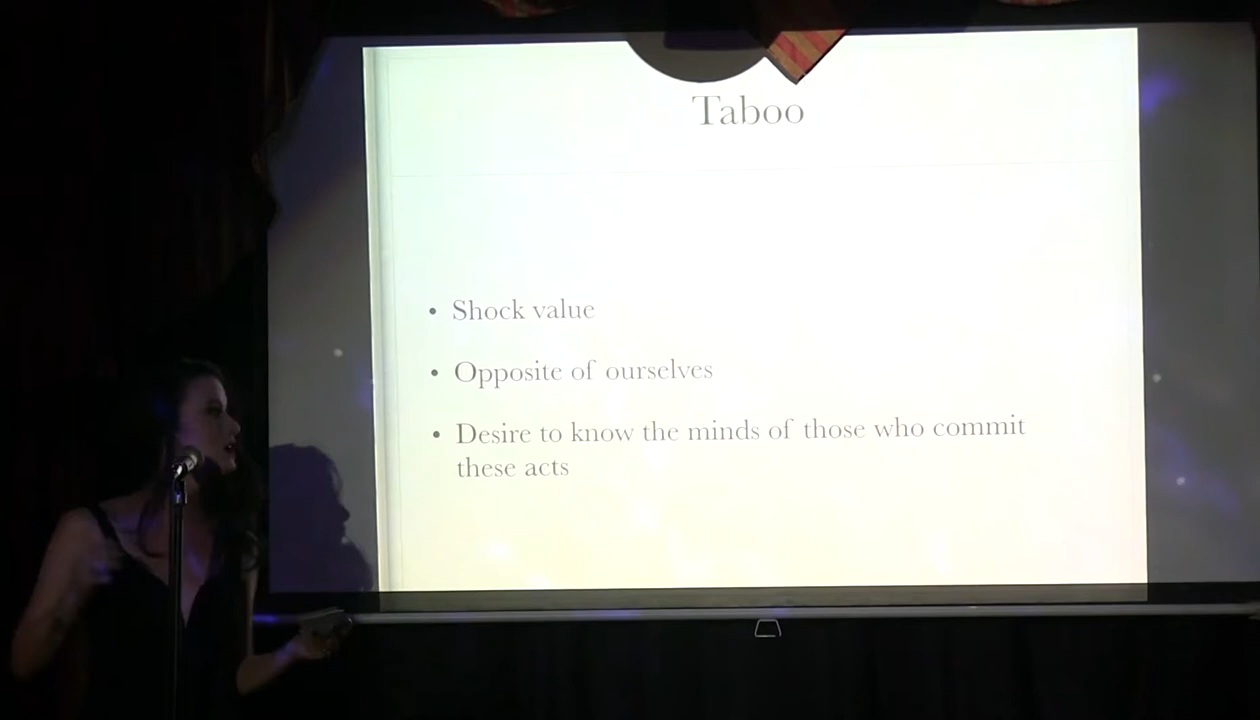 Taboo
• Shock value
• Opposite of ourselves
• Desire to know the minds of those who commit
these acts